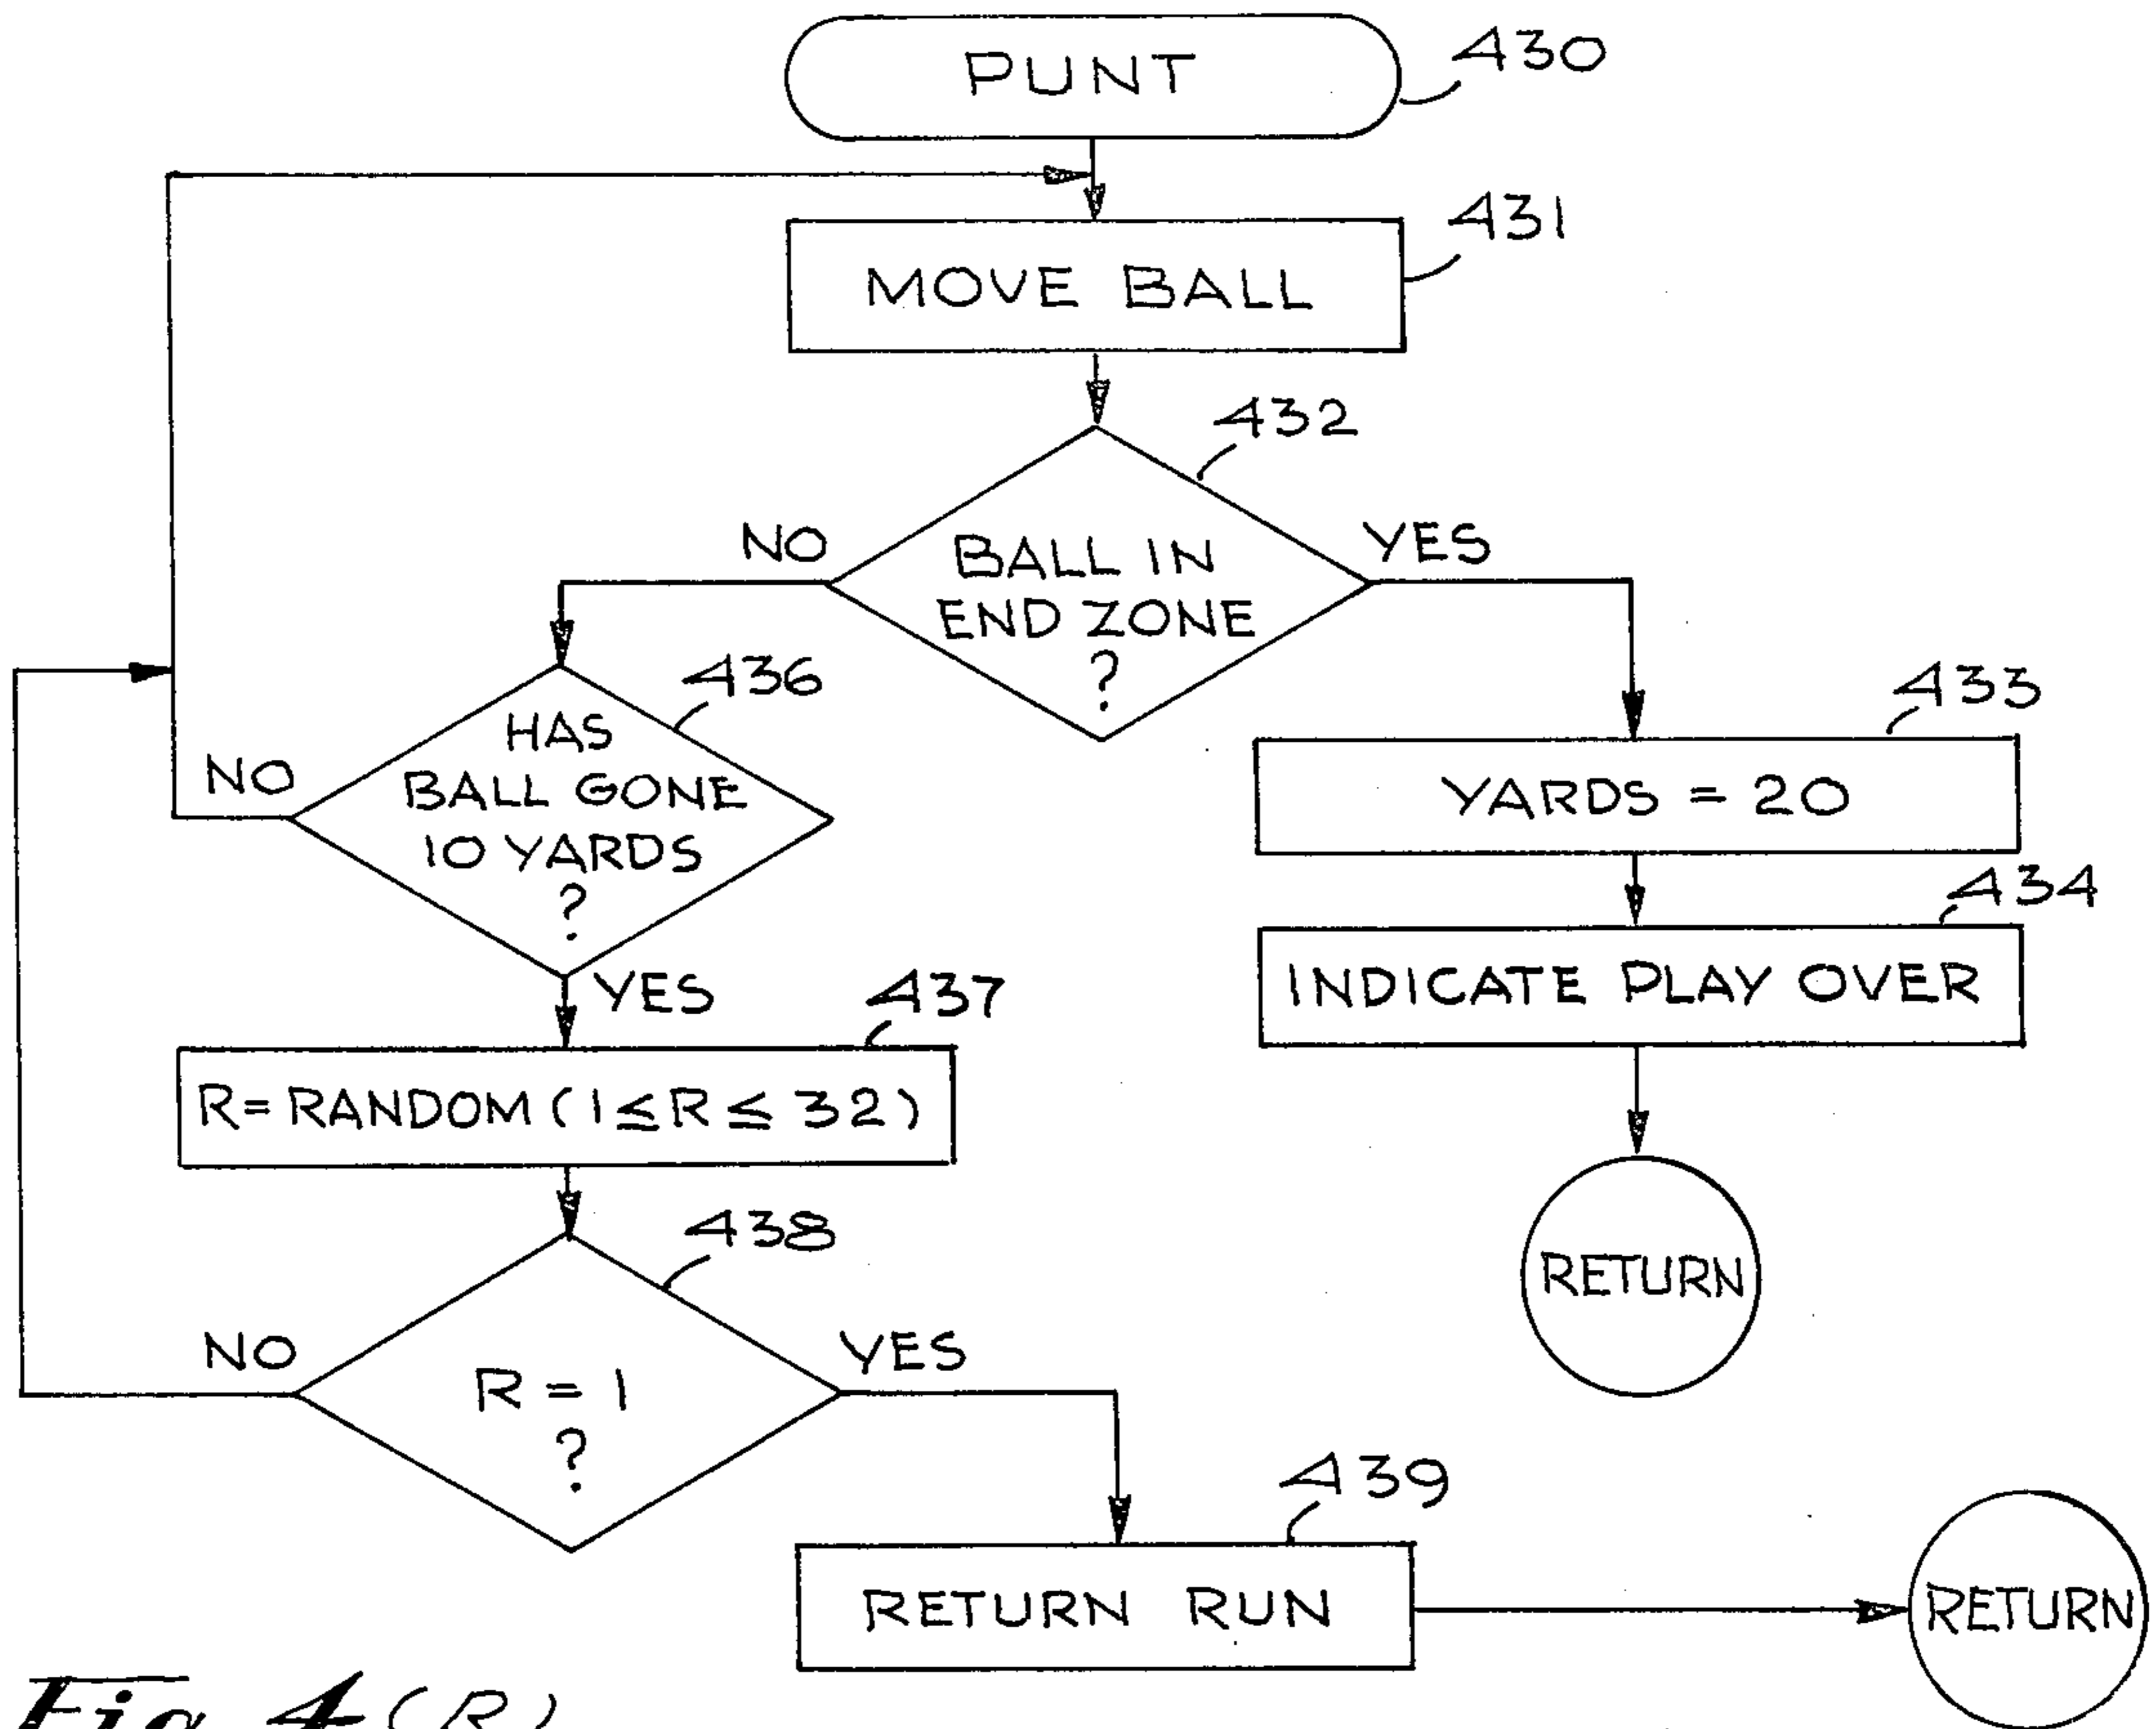 PUNT
430
MOVE BALL
431
432
NO
BALL IN
END ZONE
?
YES
436
HAS
BALL GONE
10 YARDS
?
NO
YES
433
YARDS = 20
434
INDICATE PLAY OVER
RETURN
437
R=RANDOM (1≤R≤ 32)
438
NO
R = 1
?
YES
439
RETURN RUN
RETURN
Fig 4 (R)